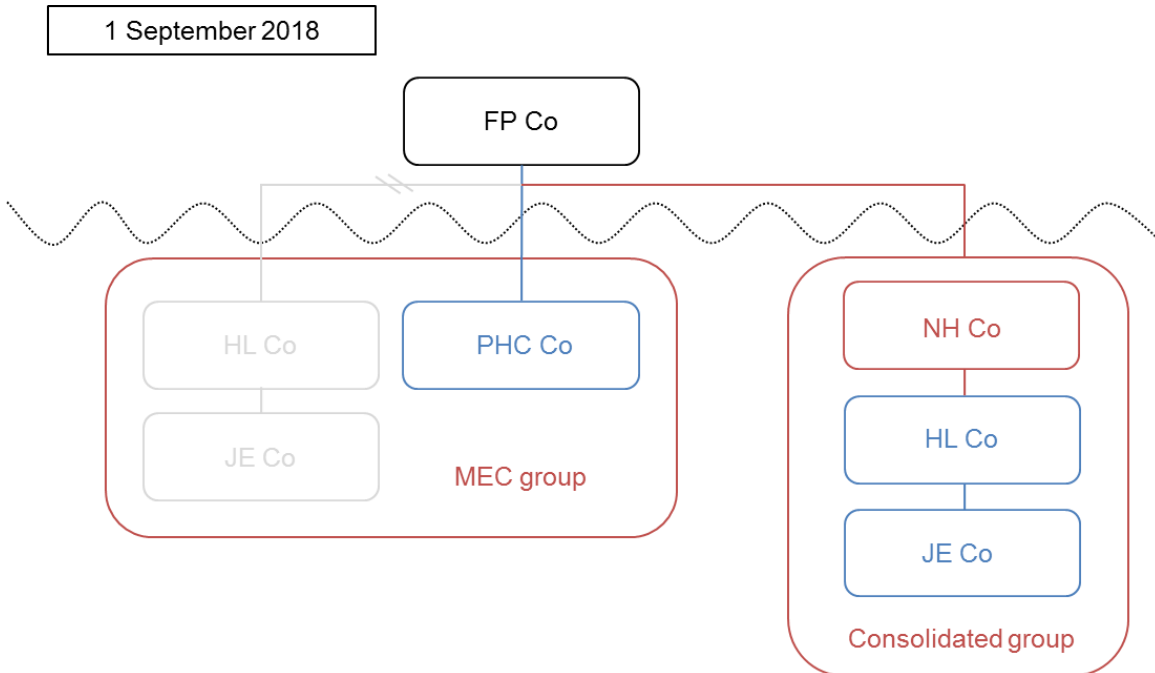 1 September 2018
FP Co
HL Co
PHC Co
JE Co
MEC group
NH Co
HL Co
JE Co
Consolidated group